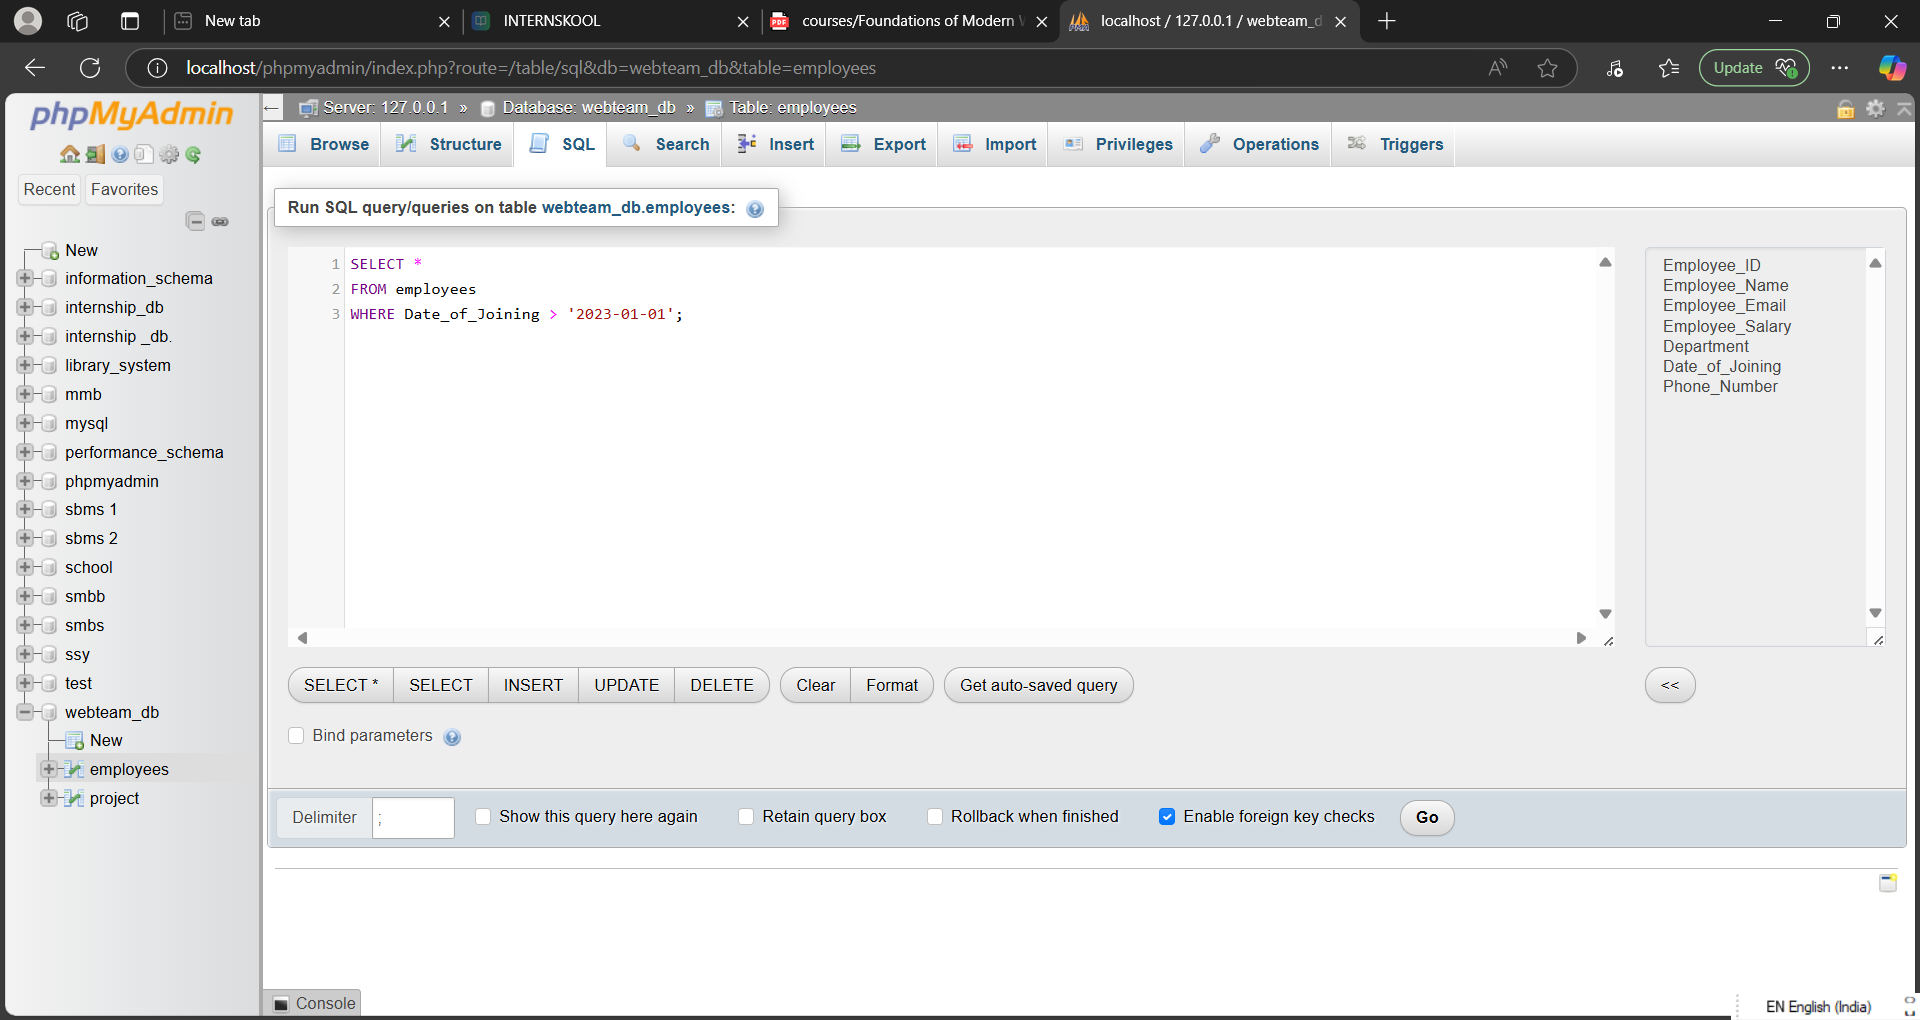 New tab
INTERNSKOOL
courses/Foundations of Modern
localhost / 127.0.0.1 / webteam_d
localhost/phpmyadmin/index.php?route=/table/sql&db=webteam_db&table=employees
Update
phpMyAdmin
Recent
Favorites
New
information_schema
internship_db
internship _db.
library_system
mmb
mysql
performance_schema
phpmyadmin
sbms 1
sbms 2
school
smbb
smbs
ssy
test
webteam_db
New
employees
project
Server: 127.0.0.1 » Database: webteam_db » Table: employees
Browse
Structure
SQL
Search
Insert
Export
Import
Privileges
Operations
Triggers
Run SQL query/queries on table webteam_db.employees:
1 SELECT *
2 FROM employees
3 WHERE Date_of_Joining > '2023-01-01';
Employee_ID
Employee_Name
Employee_Email
Employee_Salary
Department
Date_of_Joining
Phone_Number
SELECT *
SELECT
INSERT
UPDATE
DELETE
Clear
Format
Get auto-saved query
<<
Bind parameters
Delimiter
;
Show this query here again
Retain query box
Rollback when finished
Enable foreign key checks
Go
Console
EN English (India)